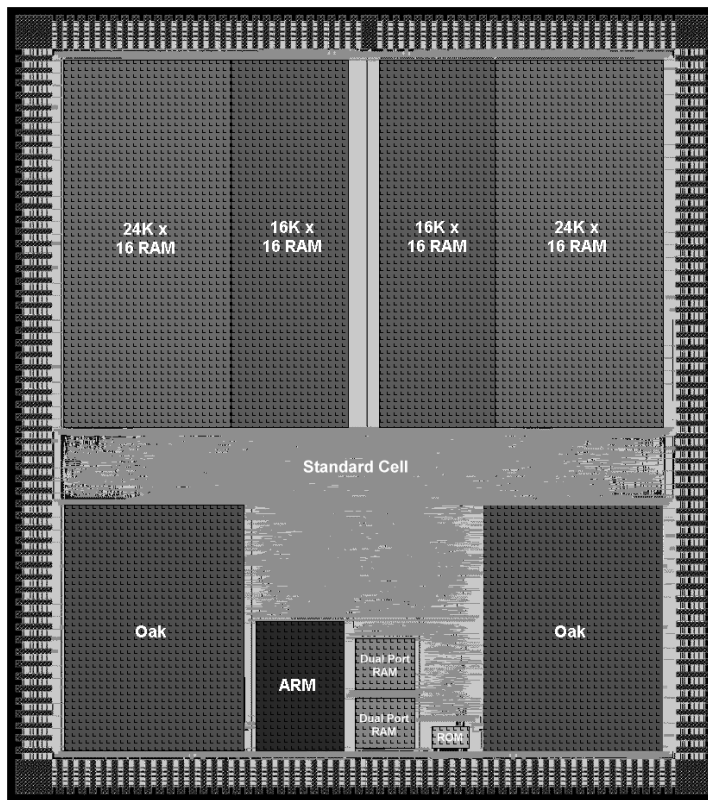 24K x
16 RAM
16K x
16 RAM
16K x
16 RAM
24K x
16 RAM
Standard Cell
Oak
ARM
Dual Port
RAM
Dual Port
RAM
ROM
Oak